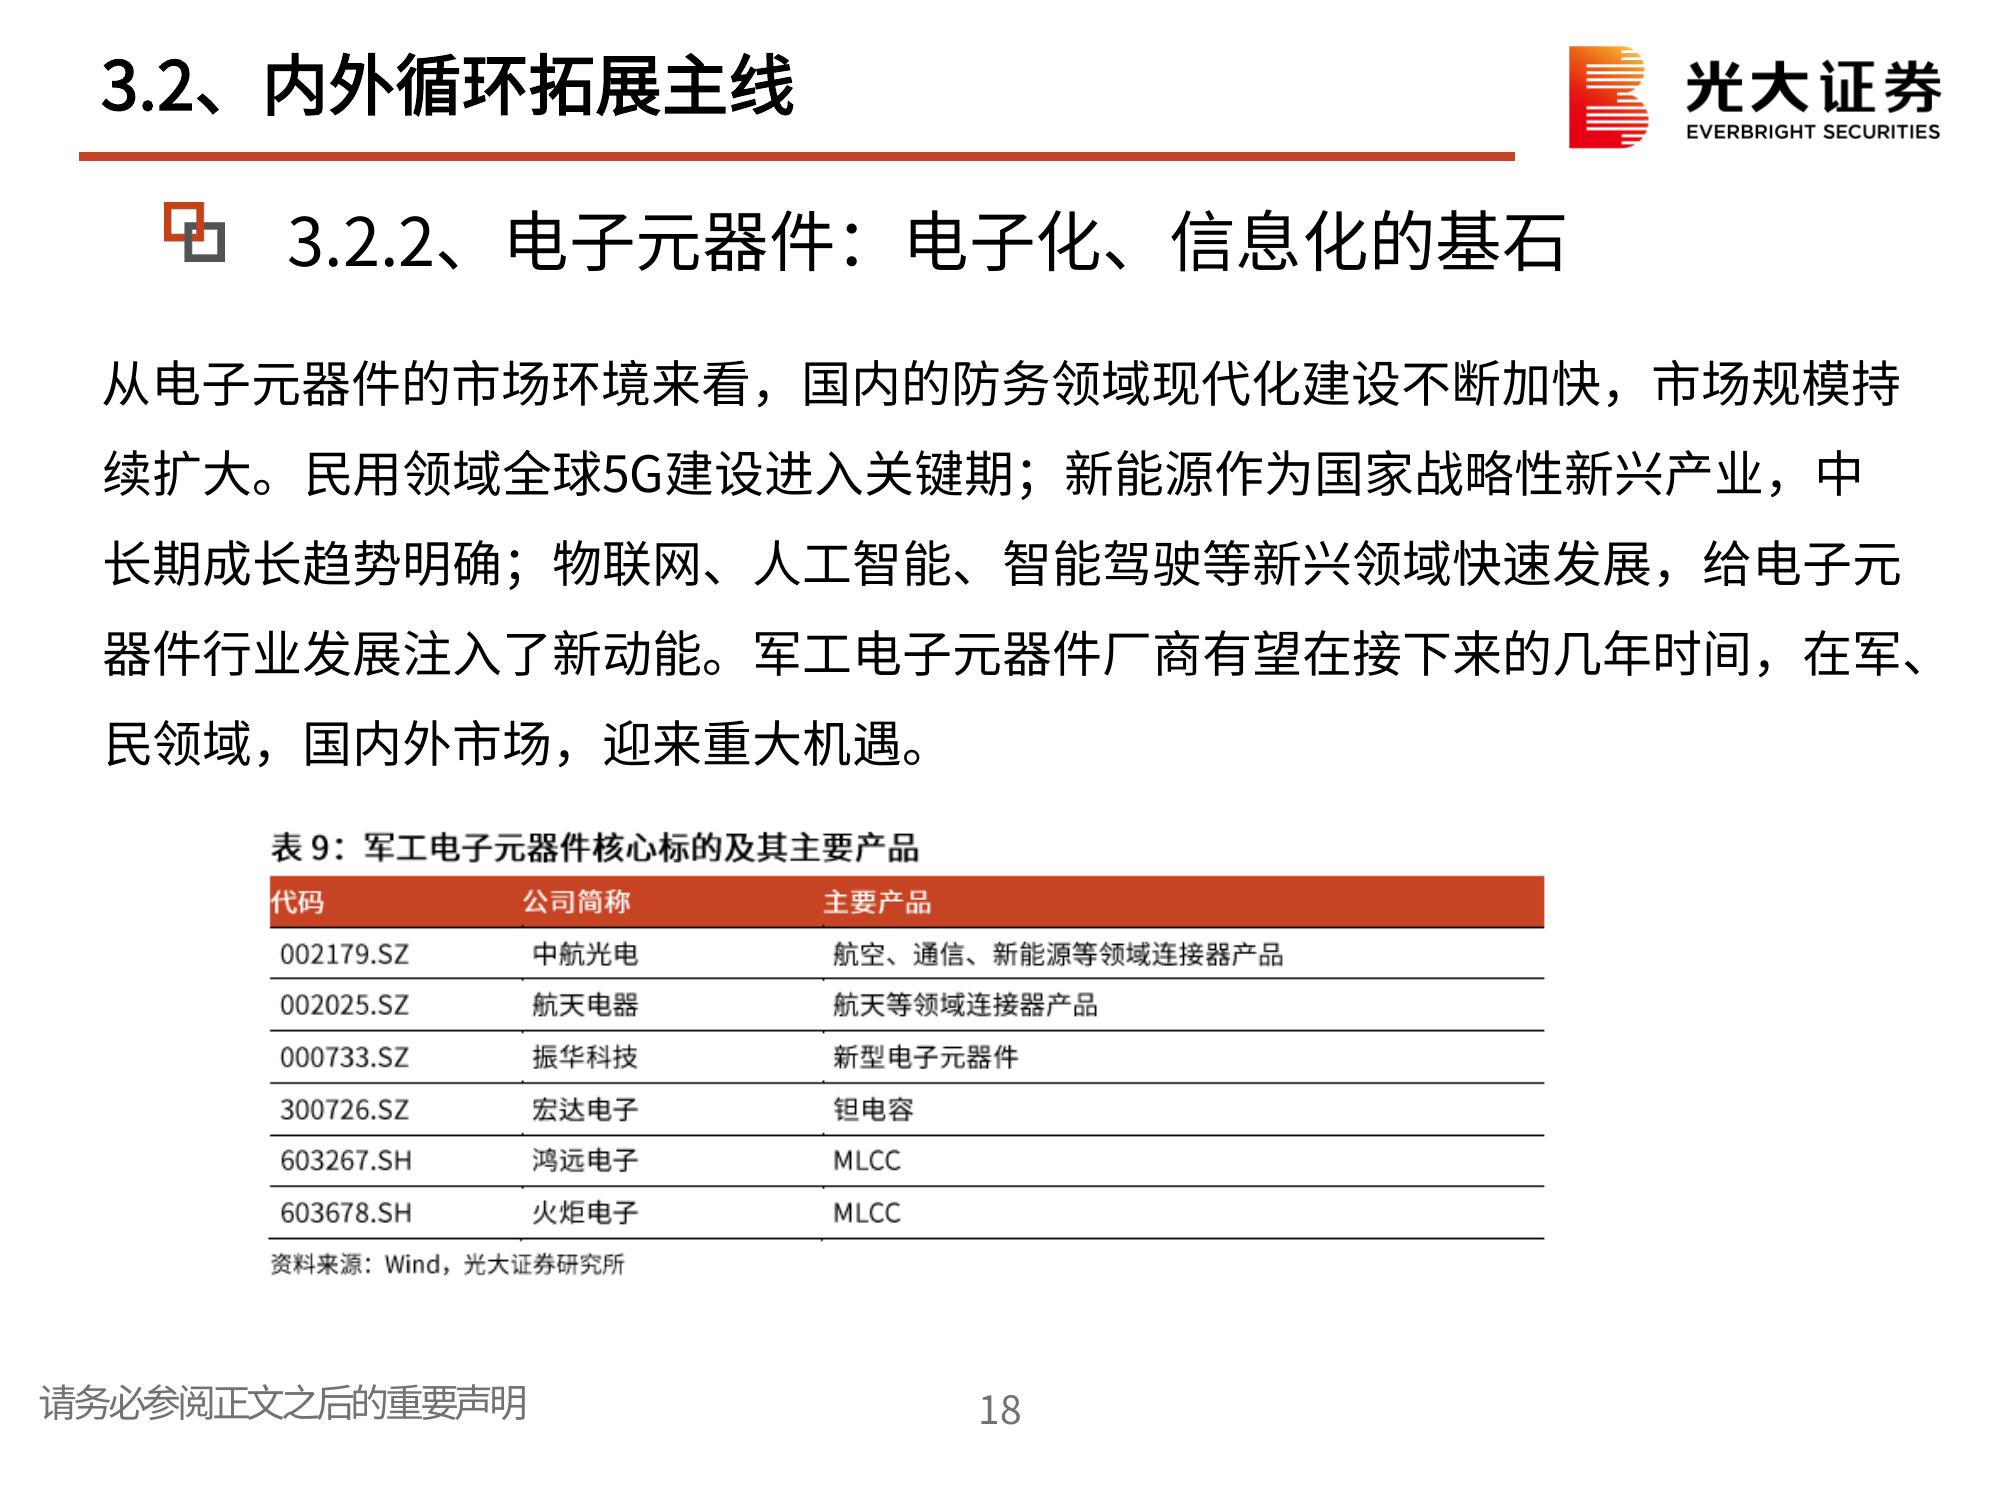 3.2、内外循环拓展主线
光大证券
EVERBRIGHT SECURITIES
3.2.2、电子元器件：电子化、信息化的基石
从电子元器件的市场环境来看，国内的防务领域现代化建设不断加快，市场规模持
续扩大。民用领域全球5G建设进入关键期；新能源作为国家战略性新兴产业，中
长期成长趋势明确；物联网、人工智能、智能驾驶等新兴领域快速发展，给电子元
器件行业发展注入了新动能。军工电子元器件厂商有望在接下来的几年时间，在军、
民领域，国内外市场，迎来重大机遇。
表 9：军工电子元器件核心标的及其主要产品
代码 公司简称 主要产品
002179.SZ 中航光电 航空、通信、新能源等领域连接器产品
002025.SZ 航天电器 航天等领域连接器产品
000733.SZ 振华科技 新型电子元器件
300726.SZ 宏达电子 钽电容
603267.SH 鸿远电子 MLCC
603678.SH 火炬电子 MLCC
资料来源：Wind，光大证券研究所
请务必参阅正文之后的重要声明
18